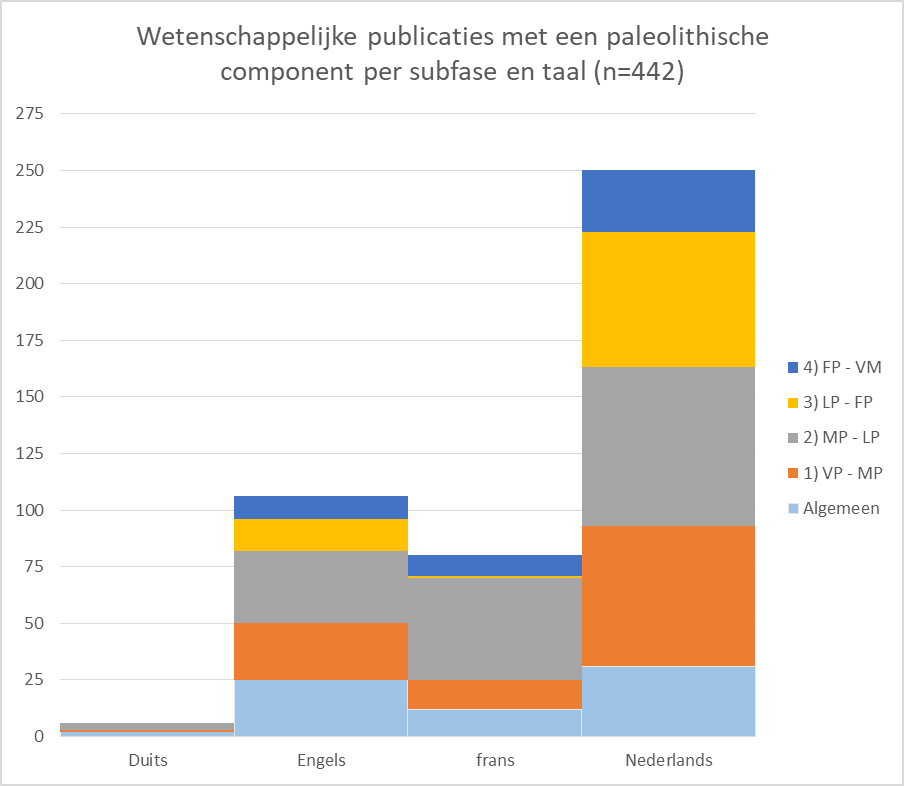 Wetenschappelijke publicaties met een paleolithische
component per subfase en taal (n=442)
275
250
225
200
175
150
125
100
75
50
25
0
Duits
Engels
frans
Nederlands
4) FP - VM
3) LP - FP
2) MP - LP
1) VP - MP
Algemeen